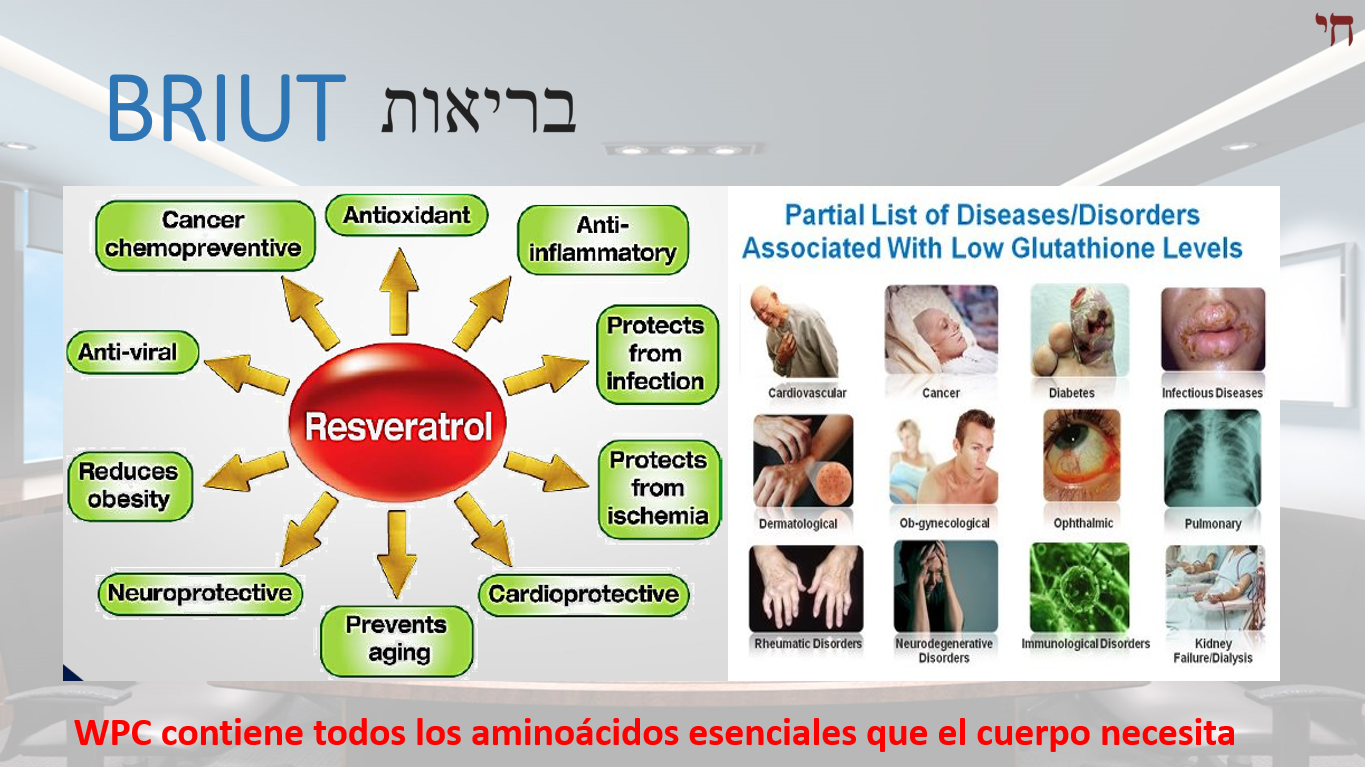 חי
BRIUT בריאות
Cancer
chemopreventive
Antioxidant
Anti-
inflammatory
Anti-viral
Protects
from
infection
Resveratrol
Reduces
obesity
Protects
from
ischemia
Neuroprotective
Cardioprotective
Prevents
aging
Partial List of Diseases/Disorders
Associated With Low Glutathione Levels
Cardiovascular
Cancer
Diabetes
Infectious Diseases
Dermatological
Ob-gynecological
Ophthalmic
Pulmonary
Rheumatic Disorders
Neurodegenerative
Disorders
Immunological Disorders
Kidney
Failure/Dialysis
WPC contiene todos los aminoácidos esenciales que el cuerpo necesita